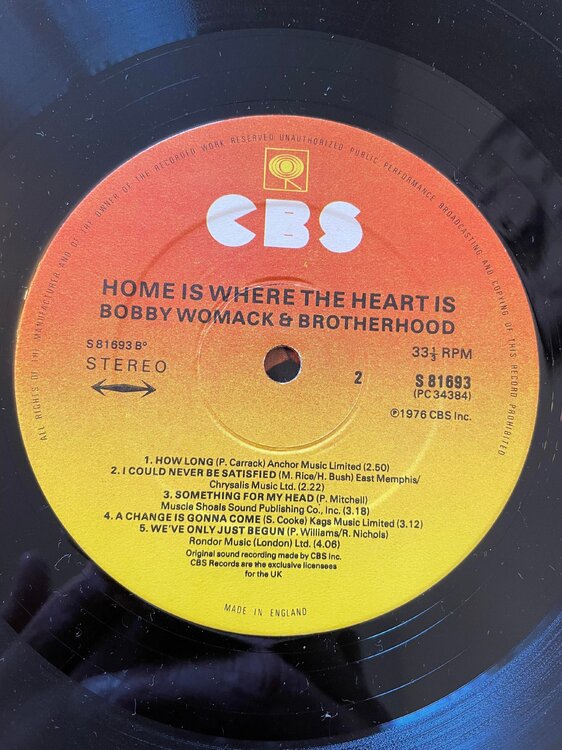 ALL RIGHTS OF THE MANUFACTURER AND OF THE OWNER OF THE RECORDED WORK RESERVED UNAUTHORIZED PUBLIC PERFORMANCE BROADCASTING AND COPYING OF THIS RECORD PROHIBITED
CBS
HOME IS WHERE THE HEART IS
BOBBY WOMACK & BROTHERHOOD
S 81693 B°
STEREO
33⅓ RPM
2
S 81693
(PC 34384)
℗1976 CBS Inc.
1. HOW LONG (P. Carrack) Anchor Music Limited (2.50)
2. I COULD NEVER BE SATISFIED (M. Rice/H. Bush) East Memphis/
Chrysalis Music Ltd. (2.22)
3. SOMETHING FOR MY HEAD (P. Mitchell)
Muscle Shoals Sound Publishing Co., Inc. (3.18)
4. A CHANGE IS GONNA COME (S. Cooke) Kags Music Limited (3.12)
5. WE'VE ONLY JUST BEGUN (P. Williams/R. Nichols)
Rondor Music (London) Ltd. (4.06)
Original sound recording made by CBS Inc.
CBS Records are the exclusive licensees
for the UK
MADE IN ENGLAND